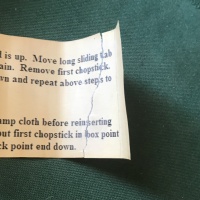 d is up. Move long sliding tab
ain. Remove first chopstick.
wn and repeat above steps to
amp cloth before reinserting
out first chopstick in box point
ck point end down.